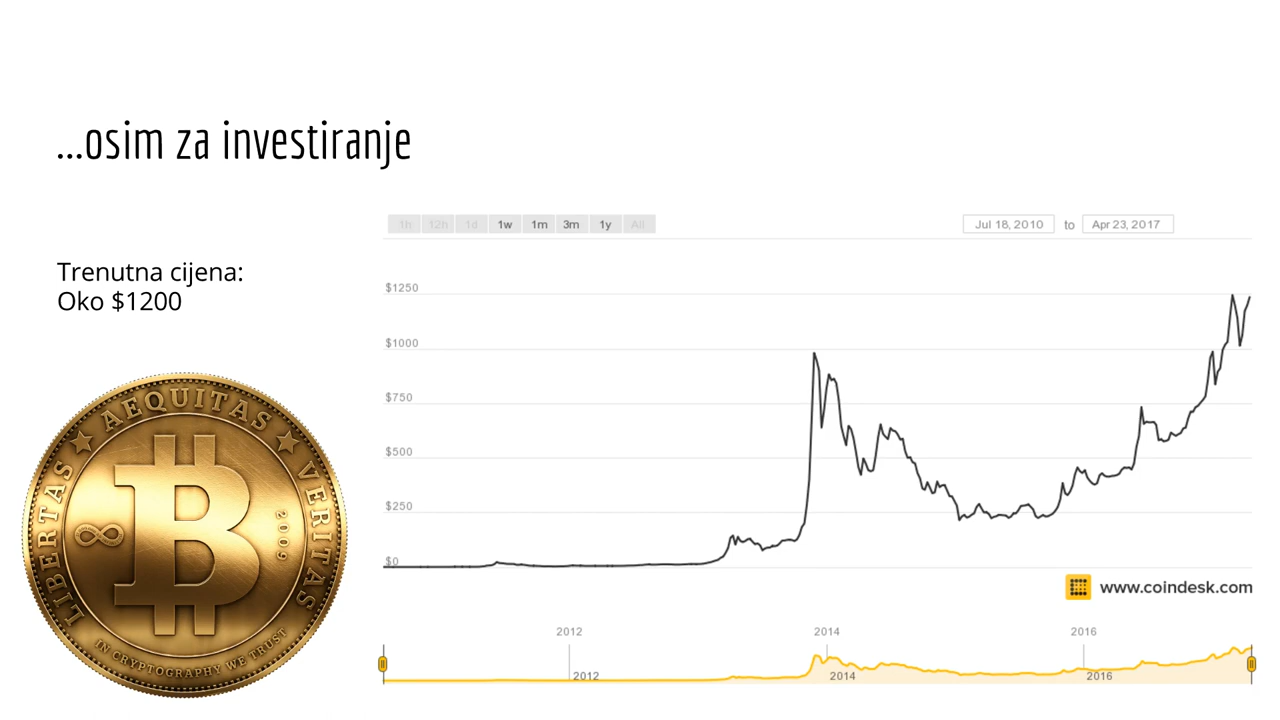 ...osim za investiranje
1h 12h 1d 1w 1m 3m 1y All
Jul 18, 2010 to Apr 23, 2017
Trenutna cijena:
Oko $1200
$1250
$1000
$750
$500
$250
$0
LIBERTAS AEQUITAS VERITAS
2009
IN CRYPTOGRAPHY WE TRUST
B
www.coindesk.com
2012 2014 2016
2012 2014 2016